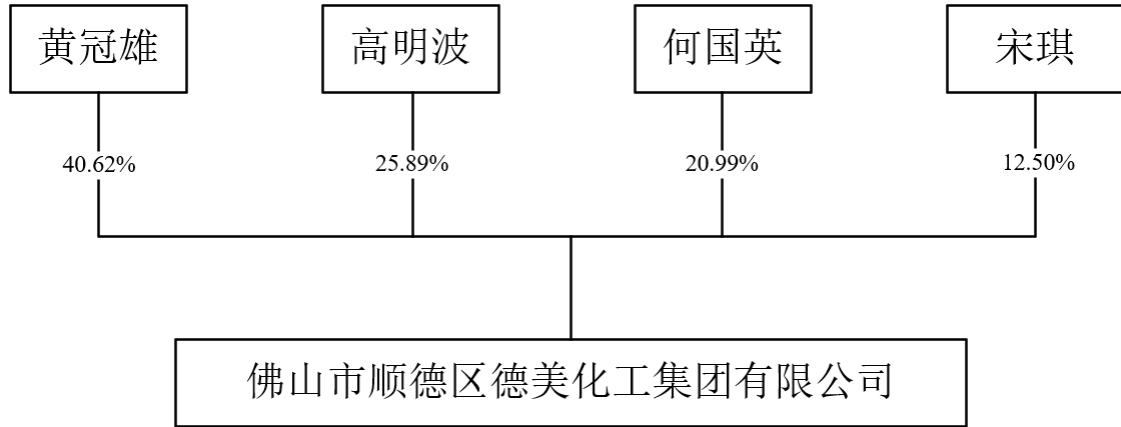 黄冠雄
高明波
何国英
宋琪
40.62%
25.89%
20.99%
12.50%
佛山市顺德区德美化工集团有限公司